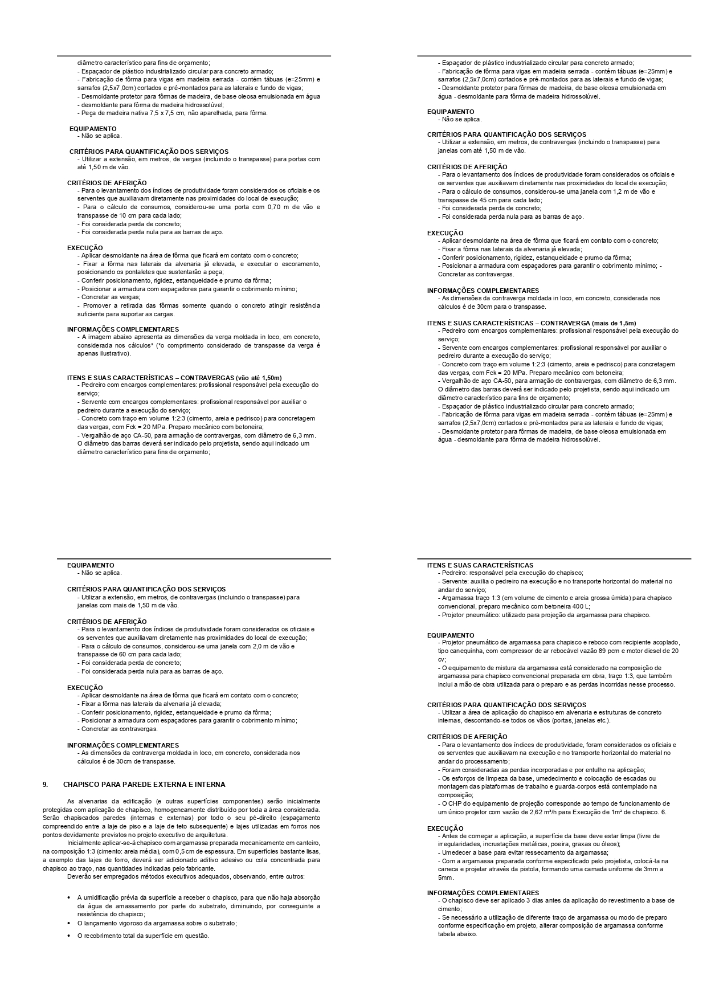 diâmetro característico para fins de orçamento;
- Espaçador de plástico industrializado circular para concreto armado;
- Fabricação de fôrma para vigas em madeira serrada - contém tábuas (e=25mm) e
sarrafos (2,5x7,0cm) cortados e pré-montados para as laterais e fundo de vigas;
- Desmoldante protetor para fôrmas de madeira, de base oleosa emulsionada em água
- desmoldante para fôrma de madeira hidrossolúvel;
- Peça de madeira nativa 7,5 x 7,5 cm, não aparelhada, para fôrma.
EQUIPAMENTO
- Não se aplica.
CRITÉRIOS PARA QUANTIFICAÇÃO DOS SERVIÇOS
- Utilizar a extensão, em metros, de vergas (incluindo o transpasse) para portas com
até 1,50 m de vão.
CRITÉRIOS DE AFERIÇÃO
- Para o levantamento dos índices de produtividade foram considerados os oficiais e os
serventes que auxiliavam diretamente nas proximidades do local de execução;
- Para o cálculo de consumos, considerou-se uma porta com 0,70 m de vão e
transpasse de 10 cm para cada lado;
- Foi considerada perda de concreto;
- Foi considerada perda nula para as barras de aço.
EXECUÇÃO
- Aplicar desmoldante na área de fôrma que ficará em contato com o concreto;
- Fixar a fôrma nas laterais da alvenaria já elevada, e executar o escoramento,
posicionando os pontaletes que sustentarão a peça;
- Conferir posicionamento, rigidez, estanqueidade e prumo da fôrma;
- Posicionar a armadura com espaçadores para garantir o cobrimento mínimo;
- Concretar as vergas;
- Promover a retirada das fôrmas somente quando o concreto atingir resistência
suficiente para suportar as cargas.
INFORMAÇÕES COMPLEMENTARES
- A imagem abaixo apresenta as dimensões da verga moldada in loco, em concreto,
considerada nos cálculos* (*o comprimento considerado de transpasse da verga é
apenas ilustrativo).
ITENS E SUAS CARACTERÍSTICAS – CONTRAVERGAS (vão até 1,50m)
- Pedreiro com encargos complementares: profissional responsável pela execução do
serviço;
- Servente com encargos complementares: profissional responsável por auxiliar o
pedreiro durante a execução do serviço;
- Concreto com traço em volume 1:2:3 (cimento, areia e pedrisco) para concretagem
das vergas, com Fck = 20 MPa. Preparo mecânico com betoneira;
- Vergalhão de aço CA-50, para armação de contravergas, com diâmetro de 6,3 mm.
O diâmetro das barras deverá ser indicado pelo projetista, sendo aqui indicado um
diâmetro característico para fins de orçamento;
- Espaçador de plástico industrializado circular para concreto armado;
- Fabricação de fôrma para vigas em madeira serrada - contém tábuas (e=25mm) e
sarrafos (2,5x7,0cm) cortados e pré-montados para as laterais e fundo de vigas;
- Desmoldante protetor para fôrmas de madeira, de base oleosa emulsionada em
água - desmoldante para fôrma de madeira hidrossolúvel.
EQUIPAMENTO
- Não se aplica.
CRITÉRIOS PARA QUANTIFICAÇÃO DOS SERVIÇOS
- Utilizar a extensão, em metros, de contravergas (incluindo o transpasse) para
janelas com até 1,50 m de vão.
CRITÉRIOS DE AFERIÇÃO
- Para o levantamento dos índices de produtividade foram considerados os oficiais e
os serventes que auxiliavam diretamente nas proximidades do local de execução;
- Para o cálculo de consumos, considerou-se uma janela com 1,2 m de vão e
transpasse de 45 cm para cada lado;
- Foi considerada perda de concreto;
- Foi considerada perda nula para as barras de aço.
EXECUÇÃO
- Aplicar desmoldante na área de fôrma que ficará em contato com o concreto;
- Fixar a fôrma nas laterais da alvenaria já elevada;
- Conferir posicionamento, rigidez, estanqueidade e prumo da fôrma;
- Posicionar a armadura com espaçadores para garantir o cobrimento mínimo; -
Concretar as contravergas.
INFORMAÇÕES COMPLEMENTARES
- As dimensões da contraverga moldada in loco, em concreto, considerada nos
cálculos é de 30cm para o transpasse.
ITENS E SUAS CARACTERÍSTICAS – CONTRAVERGA (mais de 1,5m)
- Pedreiro com encargos complementares: profissional responsável pela execução do
serviço;
- Servente com encargos complementares: profissional responsável por auxiliar o
pedreiro durante a execução do serviço;
- Concreto com traço em volume 1:2:3 (cimento, areia e pedrisco) para concretagem
das vergas, com Fck = 20 MPa. Preparo mecânico com betoneira;
- Vergalhão de aço CA-50, para armação de contravergas, com diâmetro de 6,3 mm.
O diâmetro das barras deverá ser indicado pelo projetista, sendo aqui indicado um
diâmetro característico para fins de orçamento;
- Espaçador de plástico industrializado circular para concreto armado;
- Fabricação de fôrma para vigas em madeira serrada - contém tábuas (e=25mm) e
sarrafos (2,5x7,0cm) cortados e pré-montados para as laterais e fundo de vigas;
- Desmoldante protetor para fôrmas de madeira, de base oleosa emulsionada em
água - desmoldante para fôrma de madeira hidrossolúvel.
EQUIPAMENTO
- Não se aplica.
CRITÉRIOS PARA QUANTIFICAÇÃO DOS SERVIÇOS
- Utilizar a extensão, em metros, de contravergas (incluindo o transpasse) para
janelas com mais de 1,50 m de vão.
CRITÉRIOS DE AFERIÇÃO
- Para o levantamento dos índices de produtividade foram considerados os oficiais e
os serventes que auxiliavam diretamente nas proximidades do local de execução;
- Para o cálculo de consumos, considerou-se uma janela com 2,0 m de vão e
transpasse de 60 cm para cada lado;
- Foi considerada perda de concreto;
- Foi considerada perda nula para as barras de aço.
EXECUÇÃO
- Aplicar desmoldante na área de fôrma que ficará em contato com o concreto;
- Fixar a fôrma nas laterais da alvenaria já elevada;
- Conferir posicionamento, rigidez, estanqueidade e prumo da fôrma;
- Posicionar a armadura com espaçadores para garantir o cobrimento mínimo;
- Concretar as contravergas.
INFORMAÇÕES COMPLEMENTARES
- As dimensões da contraverga moldada in loco, em concreto, considerada nos
cálculos é de 30cm de transpasse.
9. CHAPISCO PARA PAREDE EXTERNA E INTERNA
As alvenarias da edificação (e outras superfícies componentes) serão inicialmente
protegidas com aplicação de chapisco, homogeneamente distribuído por toda a área considerada.
Serão chapiscados paredes (internas e externas) por todo o seu pé-direito (espaçamento
compreendido entre a laje de piso e a laje de teto subsequente) e lajes utilizadas em forros nos
pontos devidamente previstos no projeto executivo de arquitetura.
Inicialmente aplicar-se-á chapisco com argamassa preparada mecanicamente em canteiro,
na composição 1:3 (cimento: areia média), com 0,5 cm de espessura. Em superfícies bastante lisas,
a exemplo das lajes de forro, deverá ser adicionado aditivo adesivo ou cola concentrada para
chapisco ao traço, nas quantidades indicadas pelo fabricante.
Deverão ser empregados métodos executivos adequados, observando, entre outros:
• A umidificação prévia da superfície a receber o chapisco, para que não haja absorção
da água de amassamento por parte do substrato, diminuindo, por conseguinte a
resistência do chapisco;
• O lançamento vigoroso da argamassa sobre o substrato;
• O recobrimento total da superfície em questão.
ITENS E SUAS CARACTERÍSTICAS
- Pedreiro: responsável pela execução do chapisco;
- Servente: auxilia o pedreiro na execução e no transporte horizontal do material no
andar do serviço;
- Argamassa traço 1:3 (em volume de cimento e areia grossa úmida) para chapisco
convencional, preparo mecânico com betoneira 400 L;
- Projetor pneumático: utilizado para projeção da argamassa para chapisco.
EQUIPAMENTO
- Projetor pneumático de argamassa para chapisco e reboco com recipiente acoplado,
tipo canequinha, com compressor de ar rebocável vazão 89 pcm e motor diesel de 20
cv;
- O equipamento de mistura da argamassa está considerado na composição de
argamassa para chapisco convencional preparada em obra, traço 1:3, que também
inclui a mão de obra utilizada para o preparo e as perdas incorridas nesse processo.
CRITÉRIOS PARA QUANTIFICAÇÃO DOS SERVIÇOS
- Utilizar a área de aplicação do chapisco em alvenaria e estruturas de concreto
internas, descontando-se todos os vãos (portas, janelas etc.).
CRITÉRIOS DE AFERIÇÃO
- Para o levantamento dos índices de produtividade, foram considerados os oficiais e
os serventes que auxiliavam na execução e no transporte horizontal do material no
andar do processamento;
- Foram consideradas as perdas incorporadas e por entulho na aplicação;
- Os esforços de limpeza da base, umedecimento e colocação de escadas ou
montagem das plataformas de trabalho e guarda-corpos está contemplado na
composição;
- O CHP do equipamento de projeção corresponde ao tempo de funcionamento de
um único projetor com vazão de 2,62 m³/h para Execução de 1m² de chapisco. 6.
EXECUÇÃO
- Antes de começar a aplicação, a superfície da base deve estar limpa (livre de
irregularidades, incrustações metálicas, poeira, graxas ou óleos);
- Umedecer a base para evitar ressecamento da argamassa;
- Com a argamassa preparada conforme especificado pelo projetista, colocá-la na
caneca e projetar através da pistola, formando uma camada uniforme de 3mm a
5mm.
INFORMAÇÕES COMPLEMENTARES
- O chapisco deve ser aplicado 3 dias antes da aplicação do revestimento a base de
cimento;
- Se necessário a utilização de diferente traço de argamassa ou modo de preparo
conforme especificação em projeto, alterar composição de argamassa conforme
tabela abaixo.